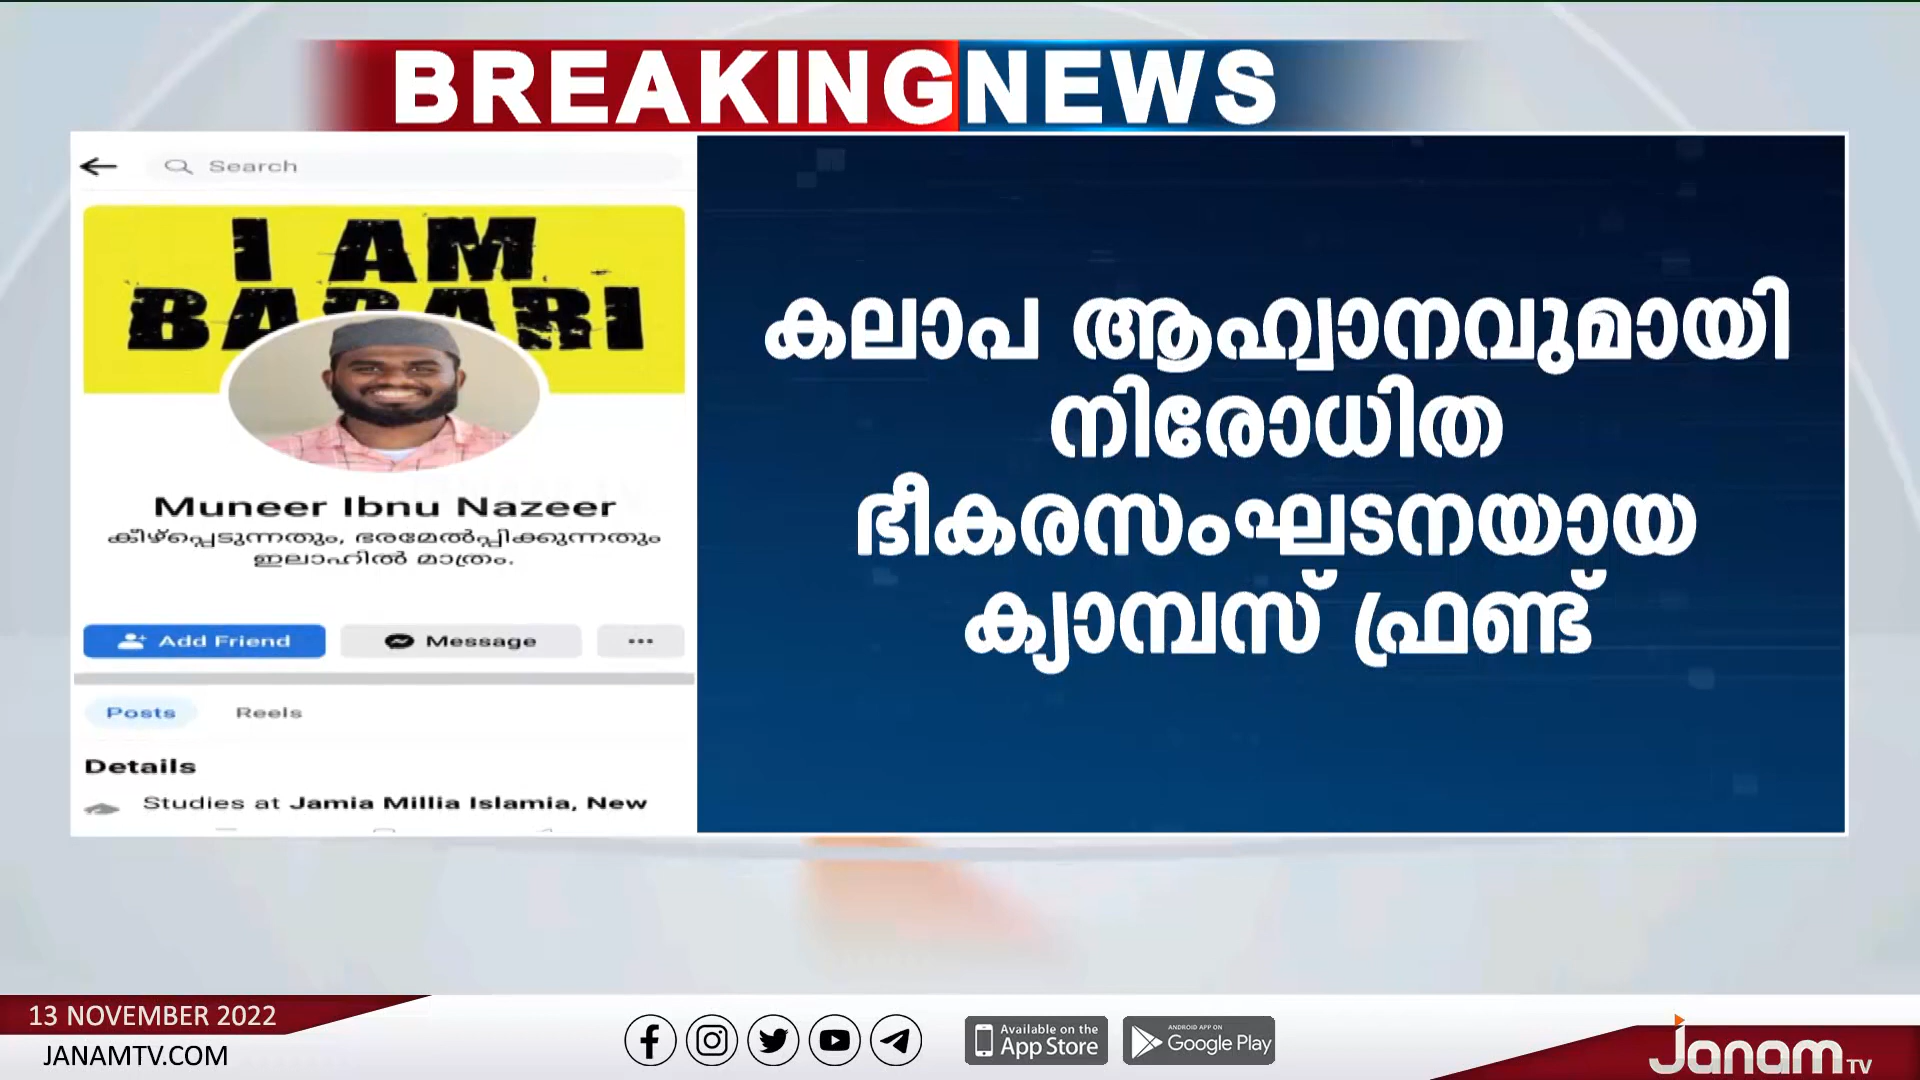 BREAKINGNEWS
Search
I AM
BASARI
Muneer Ibnu Nazeer
കീഴ്പ്പെടുന്നതും, ഭരമേൽപ്പിക്കുന്നതും
ഇലാഹിൽ മാത്രം.
Add Friend
Message
Posts
Reels
Details
Studies at Jamia Millia Islamia, New
കലാപ ആഹ്വാനവുമായി
നിരോധിത
ഭീകരസംഘടനയായ
ക്യാമ്പസ് ഫ്രണ്ട്
13 NOVEMBER 2022
JANAMTV.COM
Available on the
App Store
ANDROID APP ON
Google Play
Janam TV